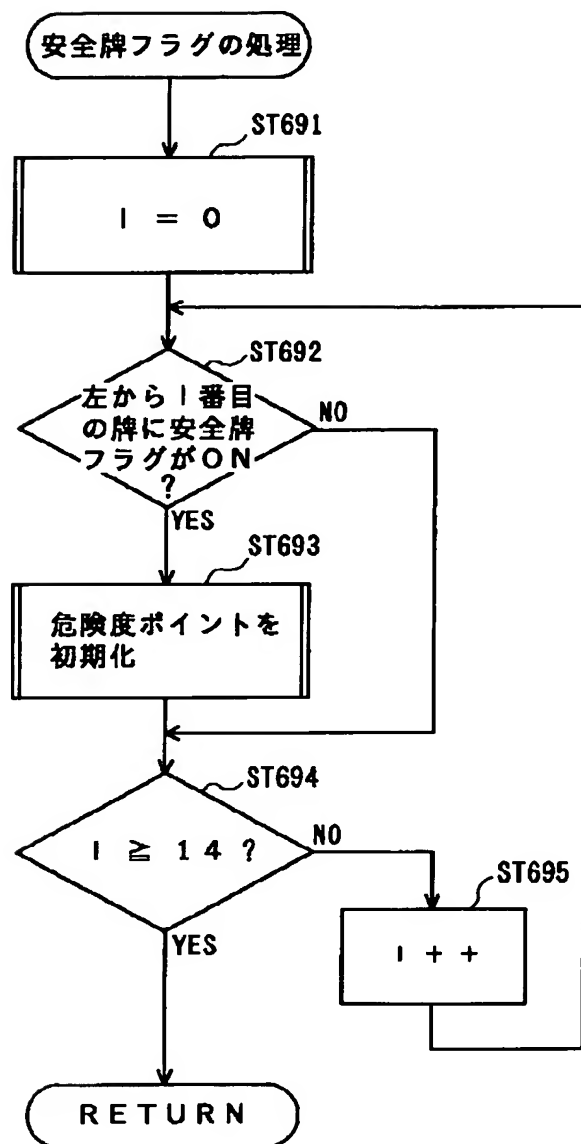 安全牌フラグの処理
ST691
I = 0
ST692
左からI番目
の牌に安全牌
フラグがON
?
NO
YES
ST693
危険度ポイントを
初期化
ST694
I ≧ 14 ?
NO
ST695
I + +
YES
RETURN